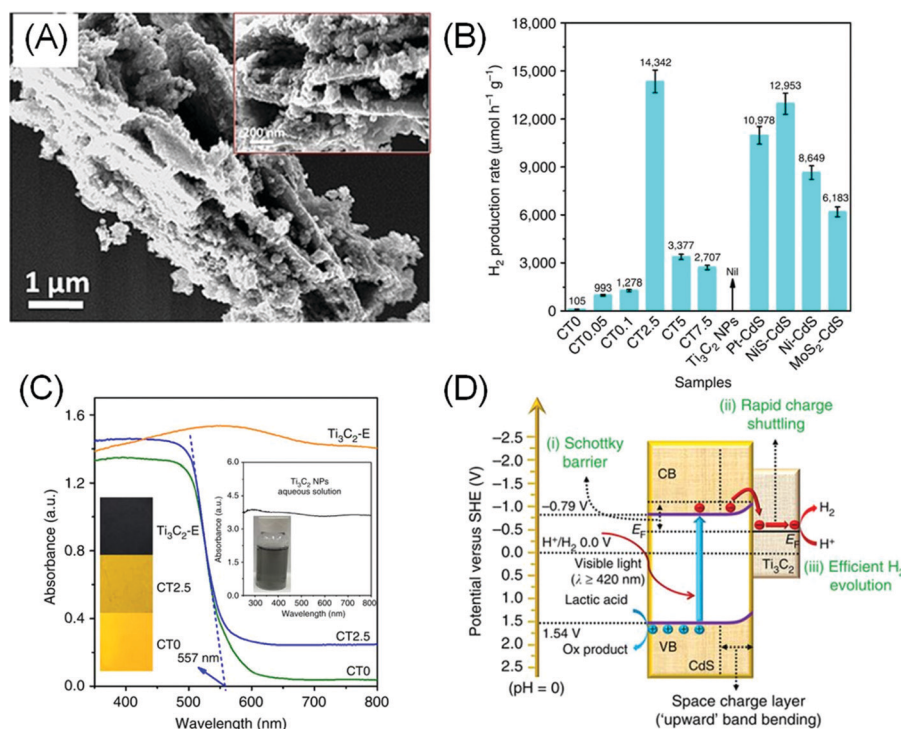 (A)
200 nm
1 µm
(B)
H₂ production rate (µmol h⁻¹ g⁻¹)
18,000
15,000
12,000
9,000
6,000
3,000
0
105
993
1,278
14,342
3,377
2,707
Nil
10,978
12,953
8,649
6,183
CT0
CT0.05
CT0.1
CT2.5
CT5
CT7.5
Ti₃C₂ NPs
Pt-CdS
NiS-CdS
Ni-CdS
MoS₂-CdS
Samples
(C)
Absorbance (a.u.)
1.6
1.2
0.8
0.4
0.0
Ti₃C₂-E
Ti₃C₂-E
CT2.5
CT0
557 nm
Absorbance (a.u.)
6.0
4.5
3.0
1.5
0.0
Ti₃C₂ NPs
aqueous solution
300 400 500 600 700 800
Wavelength (nm)
CT2.5
CT0
400 500 600 700 800
Wavelength (nm)
(D)
Potential versus SHE (V)
−2.5
−2.0
−1.5
−1.0
−0.5
0.0
0.5
1.0
1.5
2.0
2.5
(pH = 0)
(i) Schottky
barrier
−0.79 V
H⁺/H₂ 0.0 V
Visible light
(λ ≥ 420 nm)
Lactic acid
1.54 V
Ox product
CB
E_F
VB
CdS
(ii) Rapid charge
shuttling
H₂
H⁺
E_F
Ti₃C₂
(iii) Efficient H₂
evolution
Space charge layer
('upward' band bending)